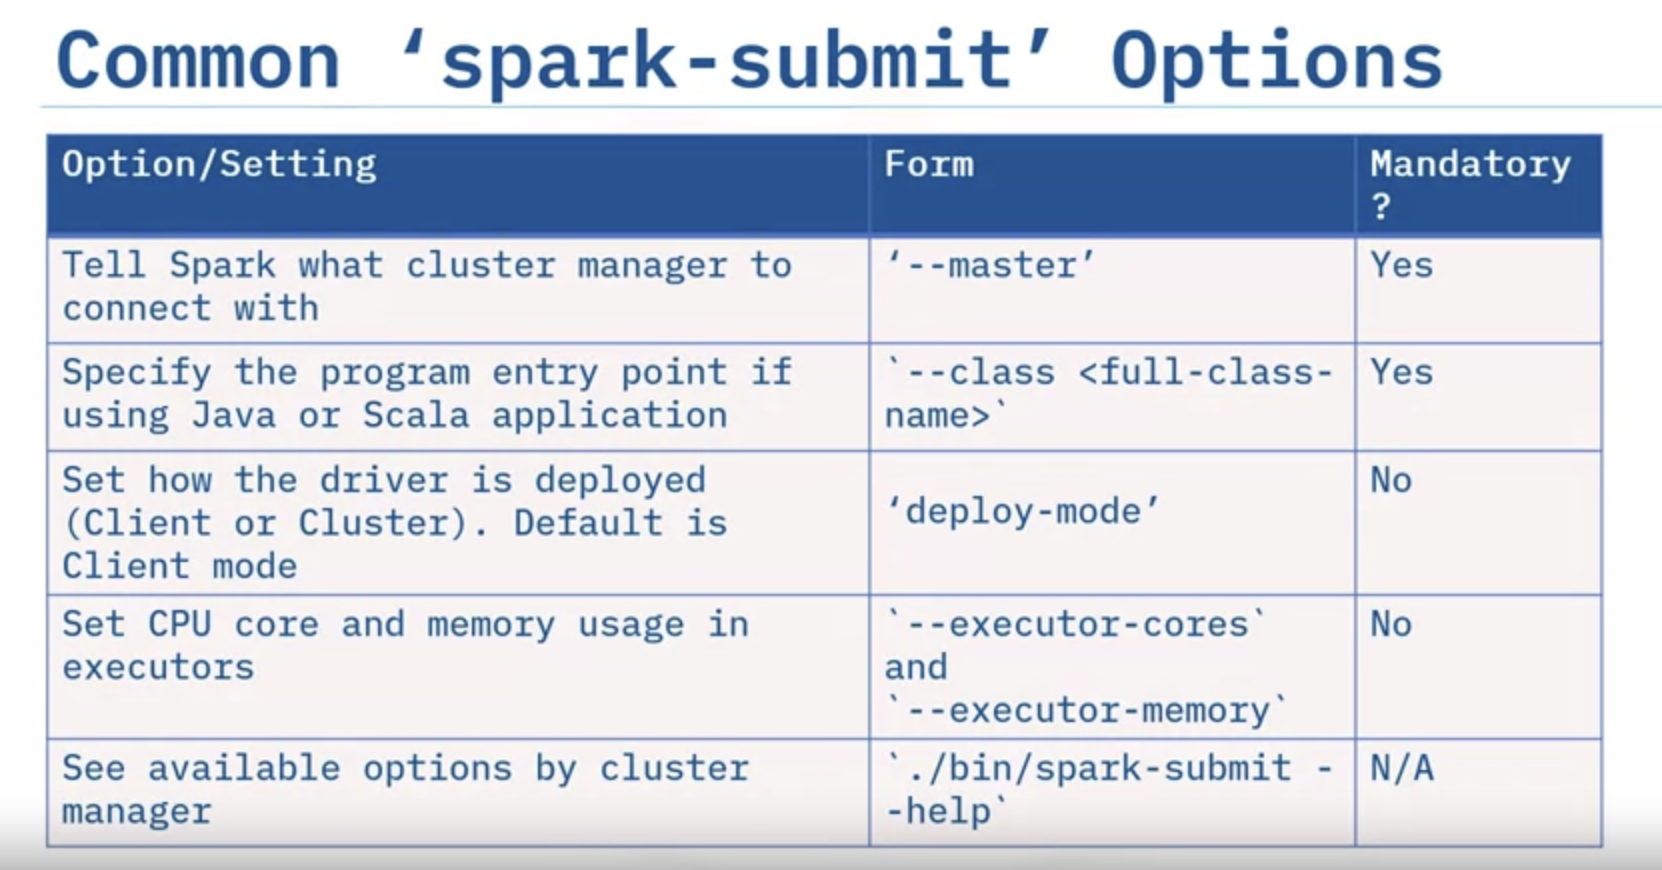 Common ‘spark-submit’ Options
Option/Setting
Form
Mandatory
?
Tell Spark what cluster manager to
connect with
‘--master’
Yes
Specify the program entry point if
using Java or Scala application
`--class <full-class-
name>`
Yes
Set how the driver is deployed
(Client or Cluster). Default is
Client mode
‘deploy-mode’
No
Set CPU core and memory usage in
executors
`--executor-cores`
and
`--executor-memory`
No
See available options by cluster
manager
`./bin/spark-submit -
-help`
N/A